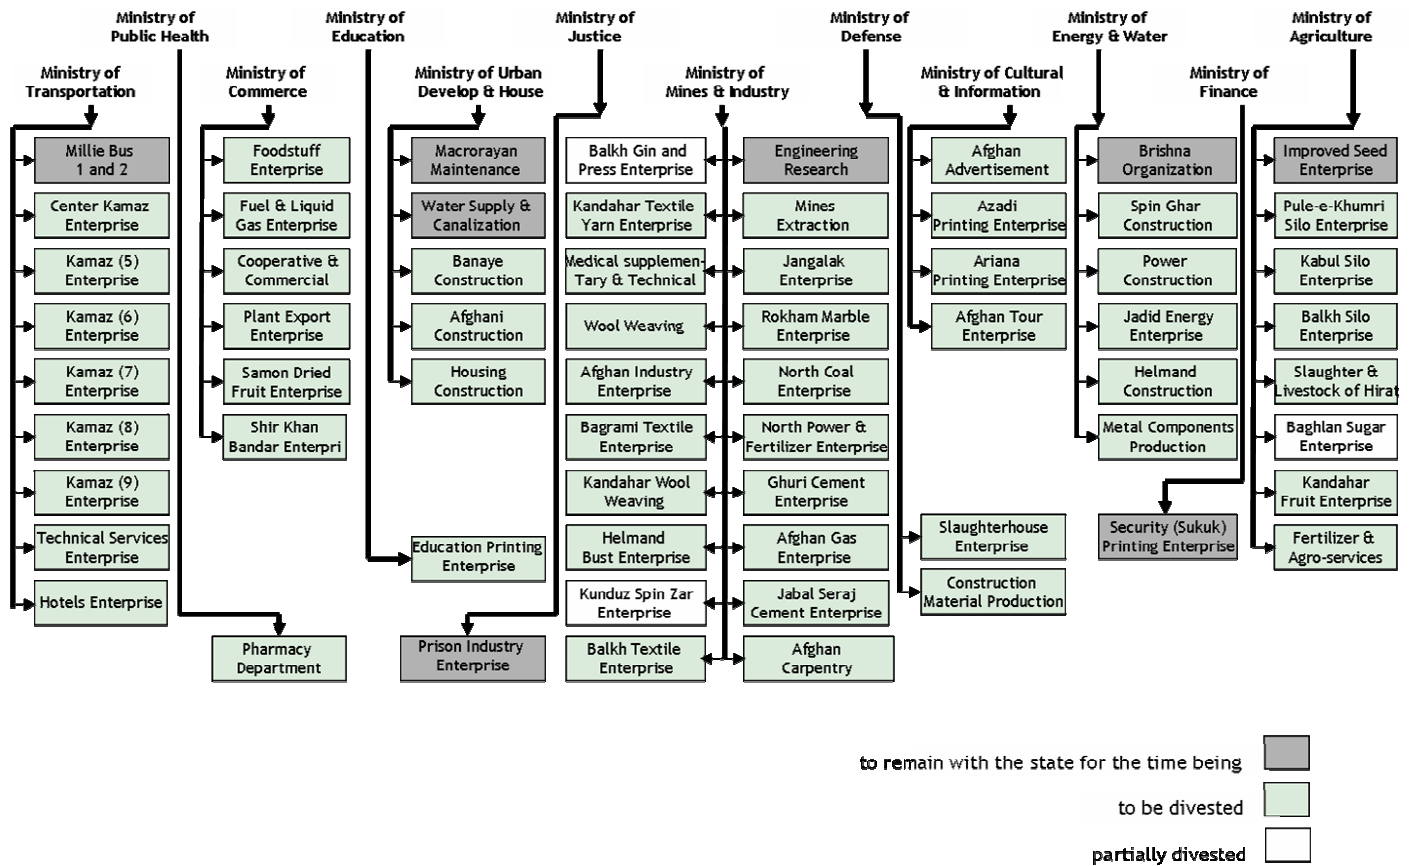 Ministry of
Public Health
Ministry of
Education
Ministry of
Justice
Ministry of
Defense
Ministry of
Energy & Water
Ministry of
Agriculture
Ministry of
Transportation
Ministry of
Commerce
Ministry of Urban
Develop & House
Ministry of
Mines & Industry
Ministry of Cultural
& Information
Ministry of
Finance
Millie Bus
1 and 2
Center Kamaz
Enterprise
Kamaz (5)
Enterprise
Kamaz (6)
Enterprise
Kamaz (7)
Enterprise
Kamaz (8)
Enterprise
Kamaz (9)
Enterprise
Technical Services
Enterprise
Hotels Enterprise
Pharmacy
Department
Foodstuff
Enterprise
Fuel & Liquid
Gas Enterprise
Cooperative &
Commercial
Plant Export
Enterprise
Samon Dried
Fruit Enterprise
Shir Khan
Bandar Enterpri
Education Printing
Enterprise
Macrorayan
Maintenance
Water Supply &
Canalization
Banaye
Construction
Afghani
Construction
Housing
Construction
Prison Industry
Enterprise
Balkh Gin and
Press Enterprise
Kandahar Textile
Yarn Enterprise
Medical supplemen-
Tary & Technical
Wool Weaving
Afghan Industry
Enterprise
Bagrami Textile
Enterprise
Kandahar Wool
Weaving
Helmand
Bust Enterprise
Kunduz Spin Zar
Enterprise
Balkh Textile
Enterprise
Engineering
Research
Mines
Extraction
Jangalak
Enterprise
Rokham Marble
Enterprise
North Coal
Enterprise
North Power &
Fertilizer Enterprise
Ghuri Cement
Enterprise
Afghan Gas
Enterprise
Jabal Seraj
Cement Enterprise
Afghan
Carpentry
Slaughterhouse
Enterprise
Construction
Material Production
Afghan
Advertisement
Azadi
Printing Enterprise
Ariana
Printing Enterprise
Afghan Tour
Enterprise
Brishna
Organization
Spin Ghar
Construction
Power
Construction
Jadid Energy
Enterprise
Helmand
Construction
Metal Components
Production
Security (Sukuk)
Printing Enterprise
Improved Seed
Enterprise
Pule-e-Khumri
Silo Enterprise
Kabul Silo
Enterprise
Balkh Silo
Enterprise
Slaughter &
Livestock of Hirat
Baghlan Sugar
Enterprise
Kandahar
Fruit Enterprise
Fertilizer &
Agro-services
to remain with the state for the time being
to be divested
partially divested